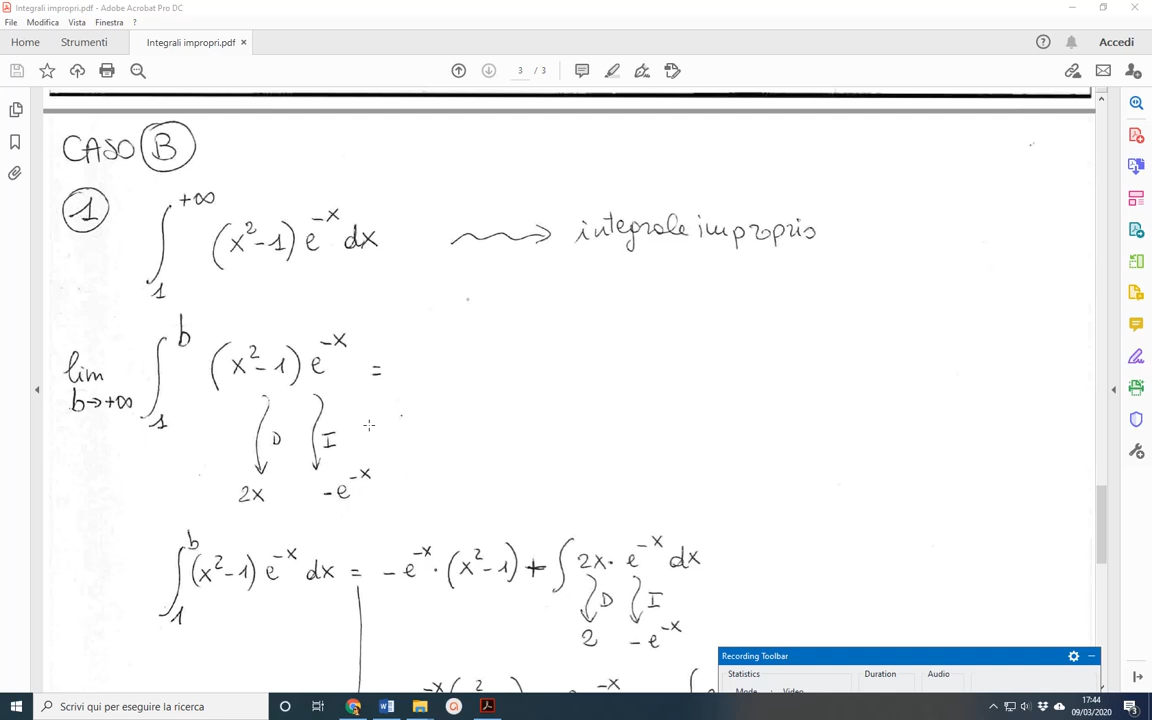 Integrali impropri.pdf - Adobe Acrobat Pro DC
File Modifica Vista Finestra ?
Home Strumenti Integrali impropri.pdf × Accedi
3 / 3
CASO B
1 ∫₁^{+∞} (x²-1) e^{-x} dx ⟿ integrale improprio
lim b→+∞ ∫₁^b (x²-1) e^{-x} =
D I
2x -e^{-x}
∫₁^b (x²-1) e^{-x} dx = -e^{-x}·(x²-1) + ∫ 2x·e^{-x} dx
D I
2 -e^{-x}
Recording Toolbar
Statistics Duration Audio
Scrivi qui per eseguire la ricerca
17:44
09/03/2020
3